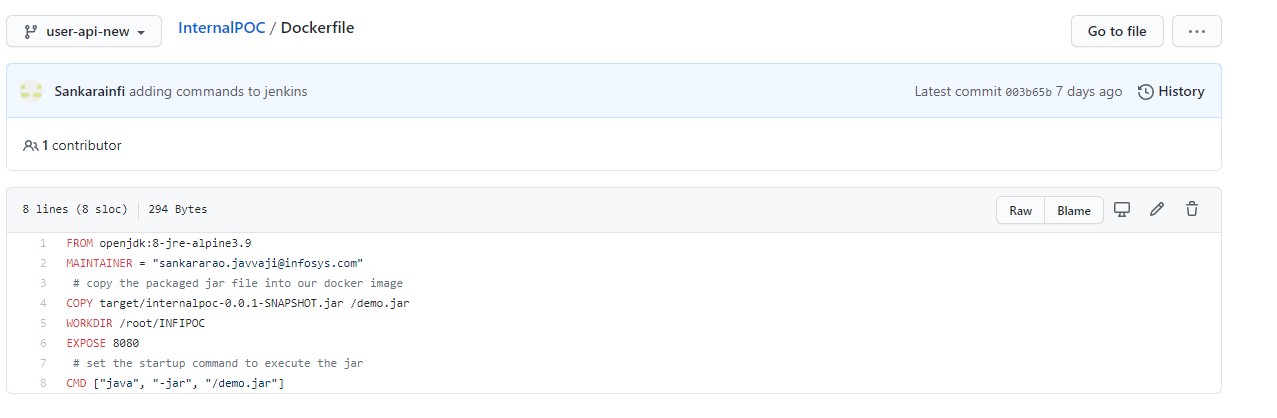 user-api-new InternalPOC / Dockerfile Go to file ...
Sankarainfi adding commands to jenkins Latest commit 003b65b 7 days ago History
1 contributor
8 lines (8 sloc) 294 Bytes Raw Blame
1 FROM openjdk:8-jre-alpine3.9
2 MAINTAINER = "sankararao.javvaji@infosys.com"
3 # copy the packaged jar file into our docker image
4 COPY target/internalpoc-0.0.1-SNAPSHOT.jar /demo.jar
5 WORKDIR /root/INFIPOC
6 EXPOSE 8080
7 # set the startup command to execute the jar
8 CMD ["java", "-jar", "/demo.jar"]